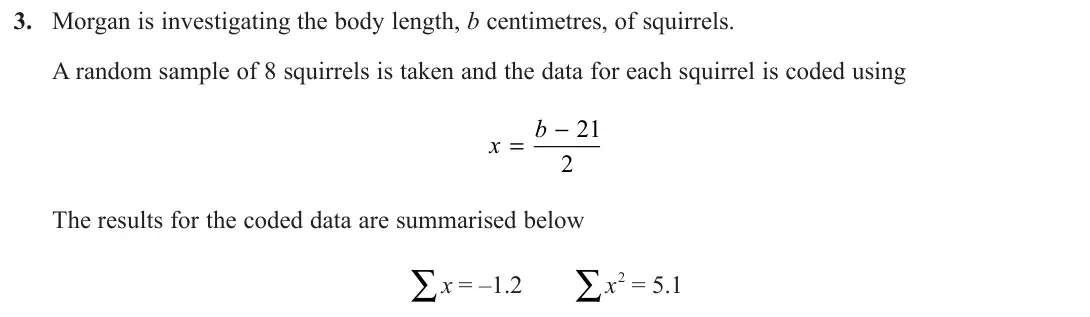 3. Morgan is investigating the body length, b centimetres, of squirrels.
A random sample of 8 squirrels is taken and the data for each squirrel is coded using
x = (b – 21)/2
The results for the coded data are summarised below
∑x = –1.2 ∑x² = 5.1